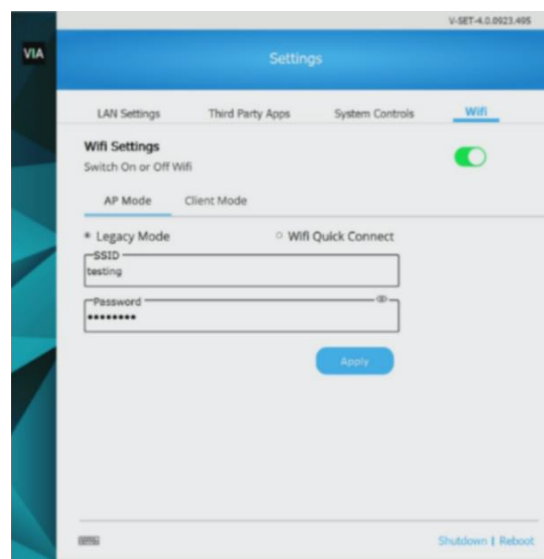 V-SET-4.0.0923.495
VIA
Settings
LAN Settings Third Party Apps System Controls Wifi
Wifi Settings
Switch On or Off Wifi
AP Mode Client Mode
Legacy Mode Wifi Quick Connect
SSID
testing
Password
••••••••
Apply
Shutdown | Reboot